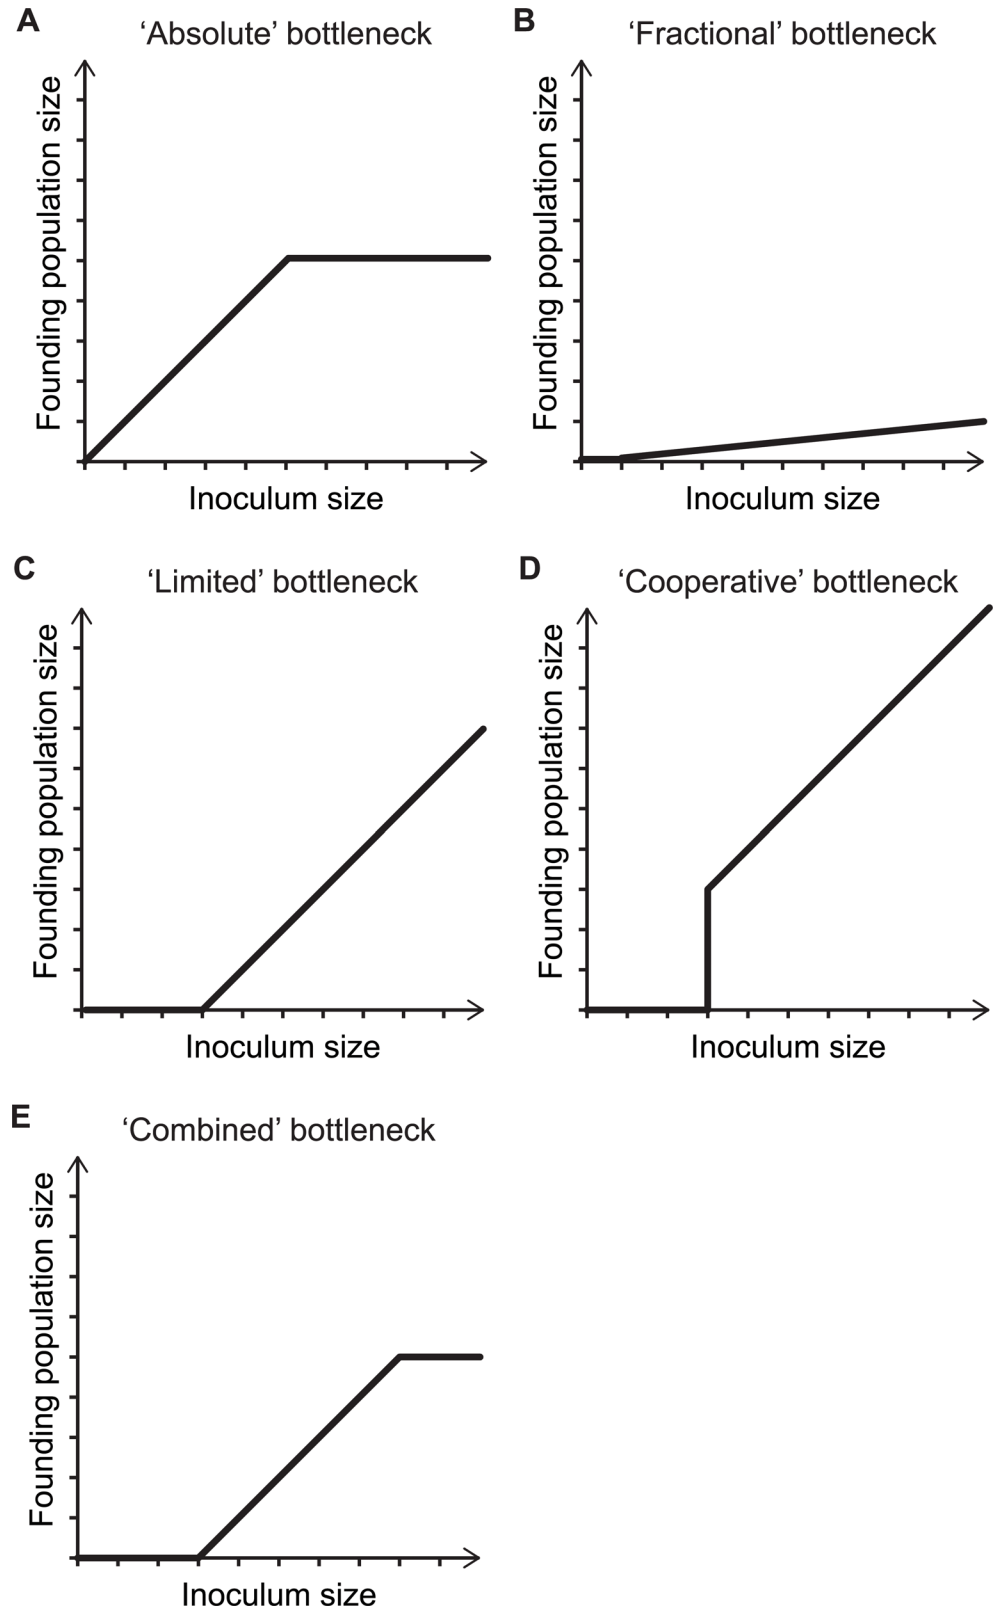 A
‘Absolute’ bottleneck
Founding population size
Inoculum size
B
‘Fractional’ bottleneck
Founding population size
Inoculum size
C
‘Limited’ bottleneck
Founding population size
Inoculum size
D
‘Cooperative’ bottleneck
Founding population size
Inoculum size
E
‘Combined’ bottleneck
Founding population size
Inoculum size